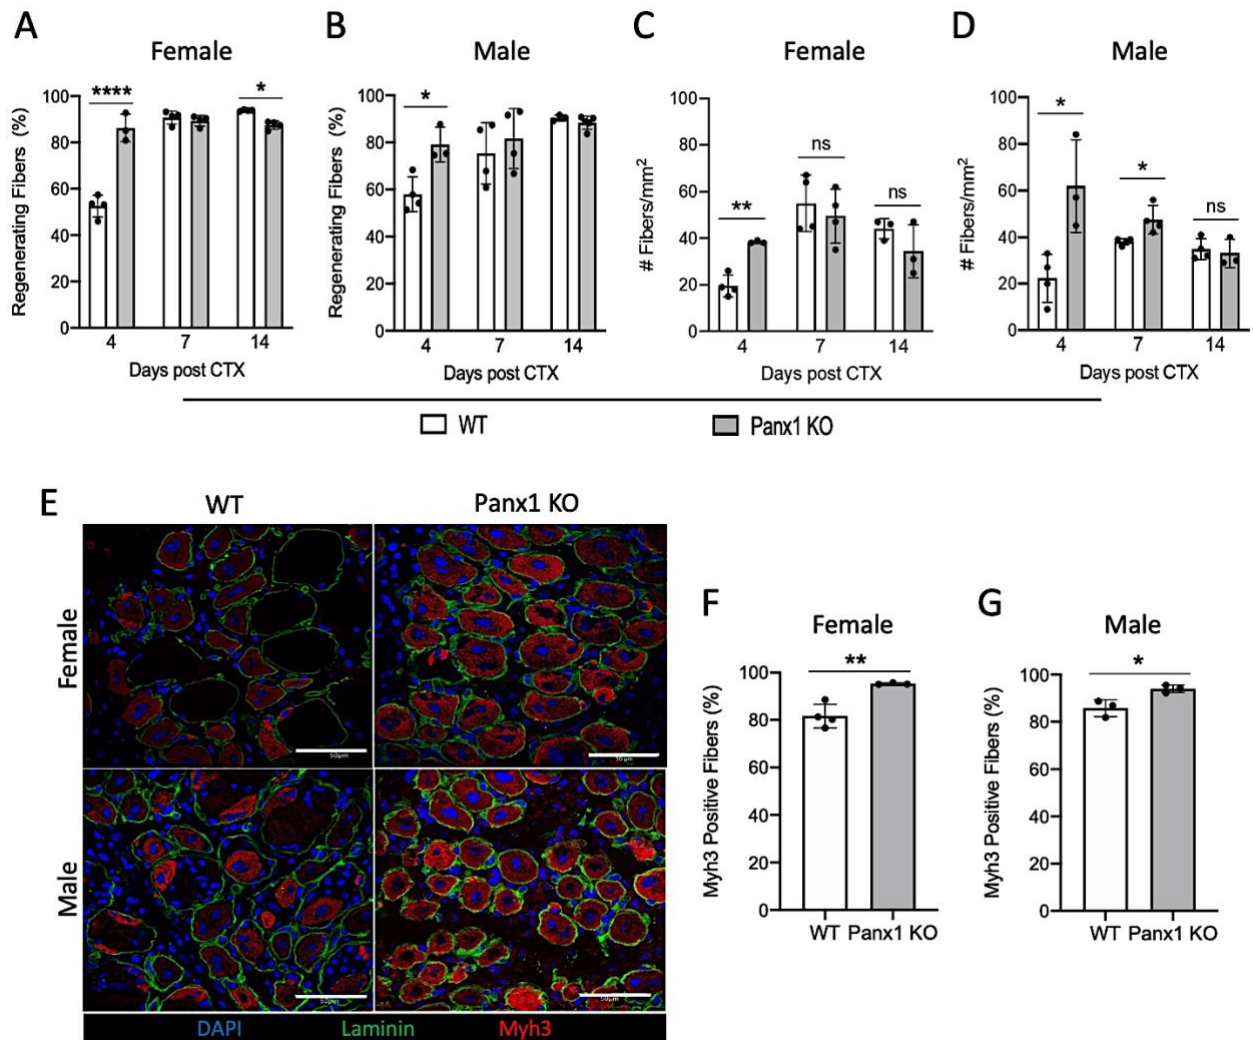 A
Female
Regenerating Fibers (%)
100
80
60
40
20
0
****
*
4 7 14
Days post CTX
B
Male
Regenerating Fibers (%)
100
80
60
40
20
0
*
4 7 14
Days post CTX
C
Female
# Fibers/mm²
100
80
60
40
20
0
**
ns
ns
4 7 14
Days post CTX
D
Male
# Fibers/mm²
100
80
60
40
20
0
*
*
ns
4 7 14
Days post CTX
WT Panx1 KO
E
WT Panx1 KO
Female
50µm
50µm
Male
50µm
50µm
DAPI Laminin Myh3
F
Female
Myh3 Positive Fibers (%)
100
80
60
40
20
0
**
WT Panx1 KO
G
Male
Myh3 Positive Fibers (%)
100
80
60
40
20
0
*
WT Panx1 KO